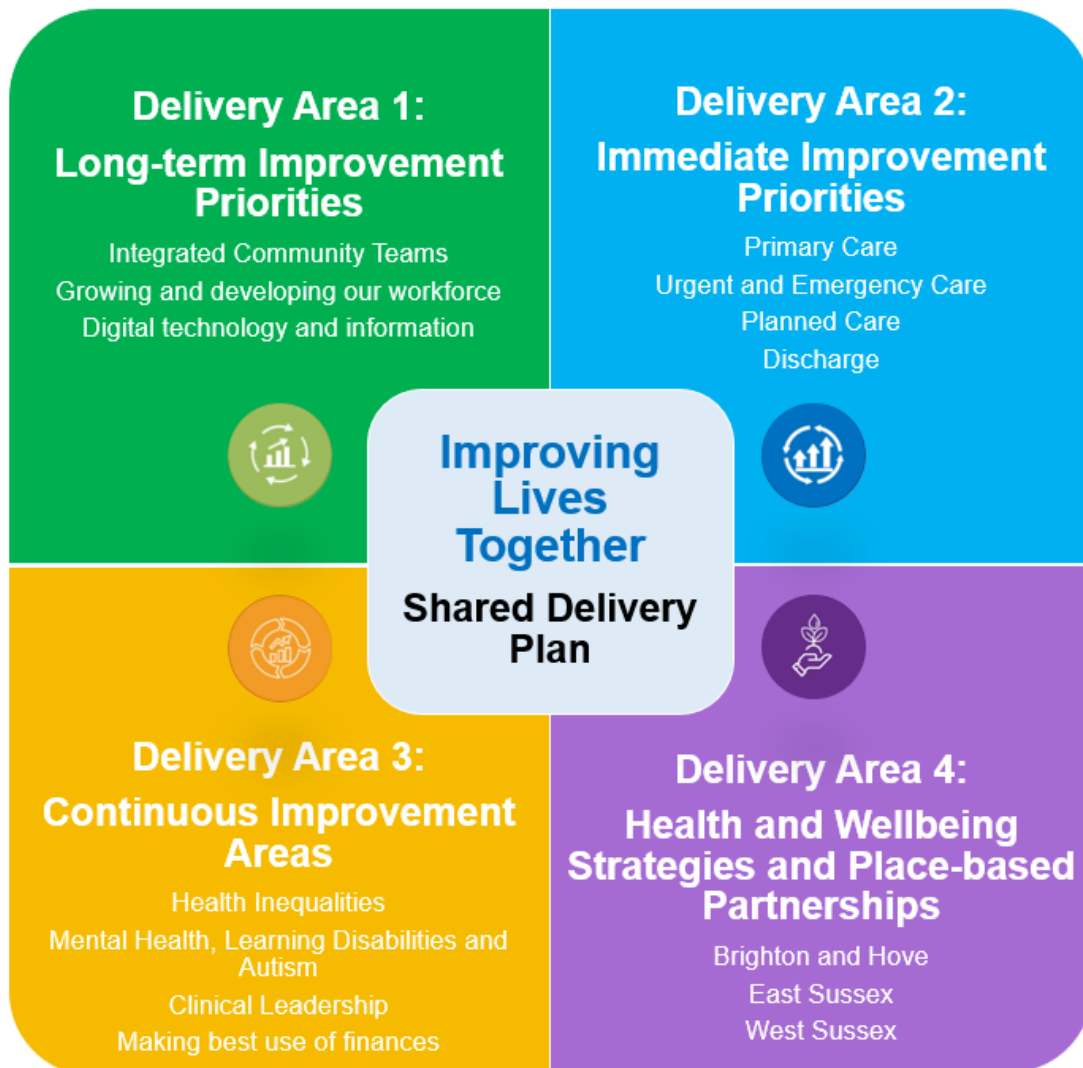 Delivery Area 1:
Long-term Improvement
Priorities
Integrated Community Teams
Growing and developing our workforce
Digital technology and information
Delivery Area 2:
Immediate Improvement
Priorities
Primary Care
Urgent and Emergency Care
Planned Care
Discharge
Improving
Lives
Together
Shared Delivery
Plan
Delivery Area 3:
Continuous Improvement
Areas
Health Inequalities
Mental Health, Learning Disabilities and
Autism
Clinical Leadership
Making best use of finances
Delivery Area 4:
Health and Wellbeing
Strategies and Place-based
Partnerships
Brighton and Hove
East Sussex
West Sussex